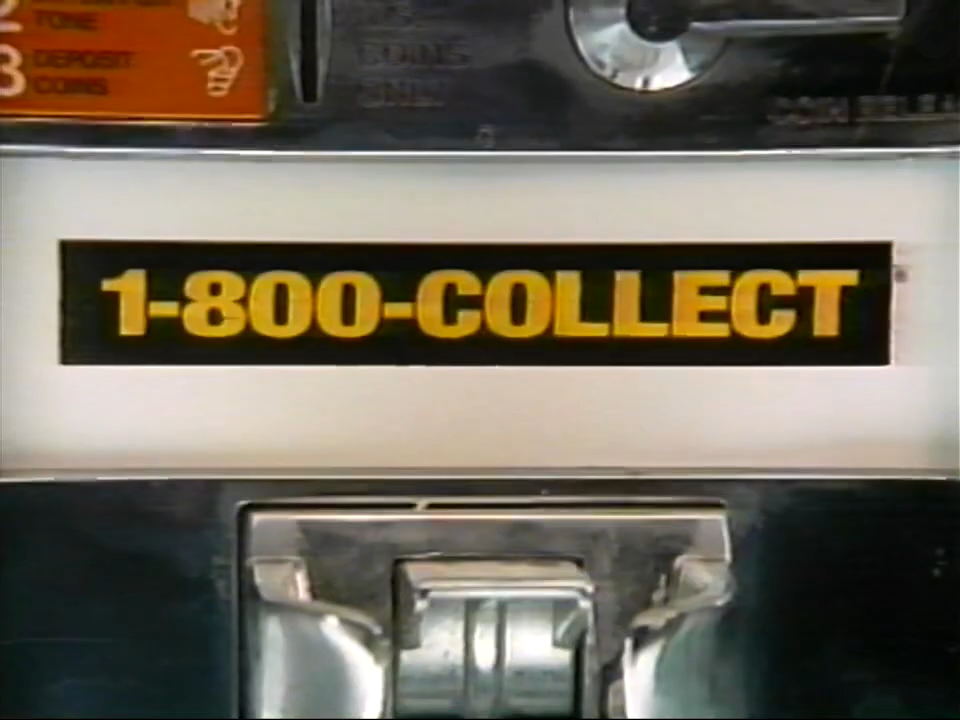 TONE
3 DEPOSIT
COINS
COINS
ONLY
1-800-COLLECT